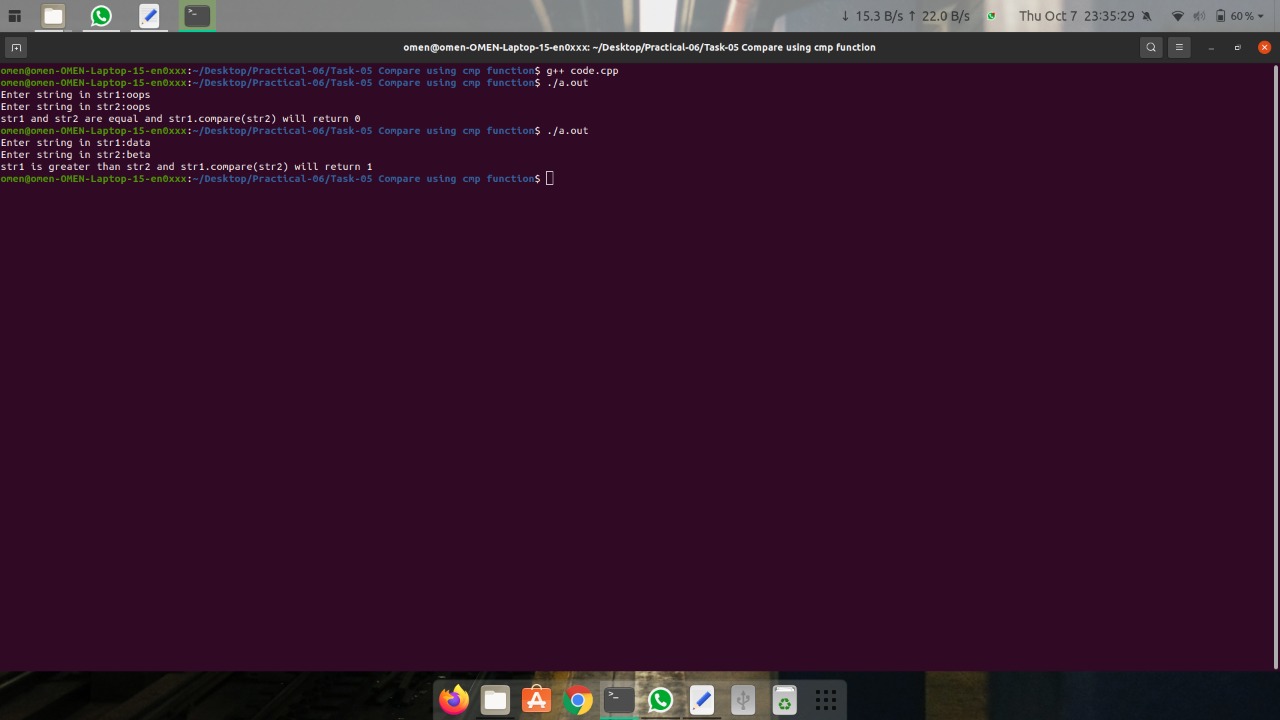 ↓ 15.3 B/s ↑ 22.0 B/s Thu Oct 7 23:35:29 60 %
omen@omen-OMEN-Laptop-15-en0xxx: ~/Desktop/Practical-06/Task-05 Compare using cmp function
omen@omen-OMEN-Laptop-15-en0xxx:~/Desktop/Practical-06/Task-05 Compare using cmp function$ g++ code.cpp
omen@omen-OMEN-Laptop-15-en0xxx:~/Desktop/Practical-06/Task-05 Compare using cmp function$ ./a.out
Enter string in str1:oops
Enter string in str2:oops
str1 and str2 are equal and str1.compare(str2) will return 0
omen@omen-OMEN-Laptop-15-en0xxx:~/Desktop/Practical-06/Task-05 Compare using cmp function$ ./a.out
Enter string in str1:data
Enter string in str2:beta
str1 is greater than str2 and str1.compare(str2) will return 1
omen@omen-OMEN-Laptop-15-en0xxx:~/Desktop/Practical-06/Task-05 Compare using cmp function$